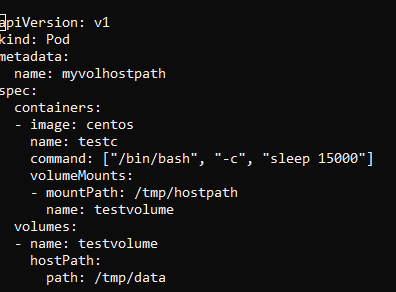 apiVersion: v1
kind: Pod
metadata:
  name: myvolhostpath
spec:
  containers:
  - image: centos
    name: testc
    command: ["/bin/bash", "-c", "sleep 15000"]
    volumeMounts:
    - mountPath: /tmp/hostpath
      name: testvolume
  volumes:
  - name: testvolume
    hostPath:
      path: /tmp/data